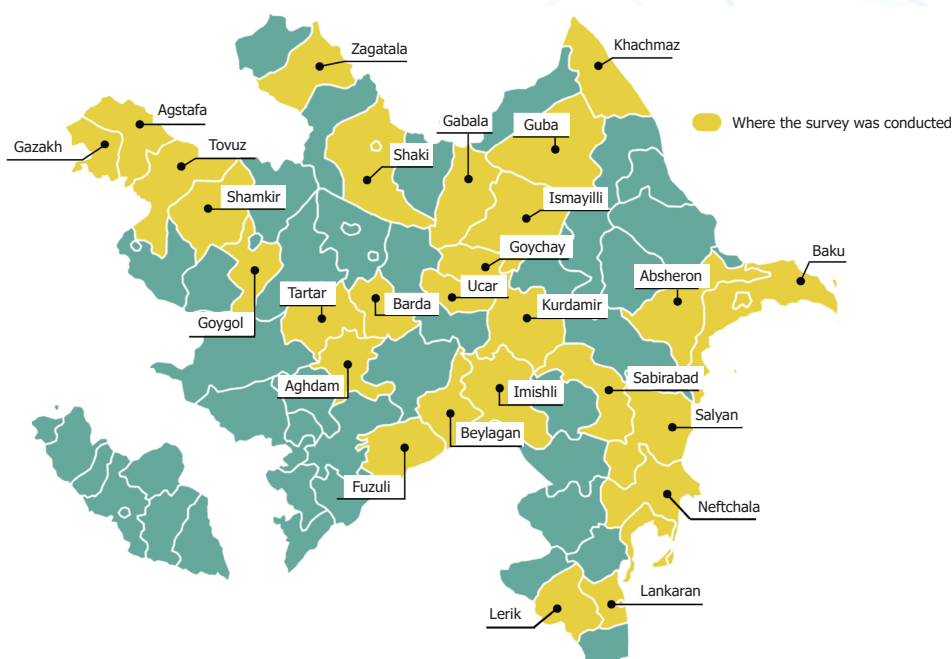 Zagatala
Khachmaz
Agstafa
Gabala
Guba
Where the survey was conducted
Gazakh
Tovuz
Shaki
Shamkir
Ismayilli
Goychay
Baku
Absheron
Ucar
Tartar
Barda
Kurdamir
Goygol
Sabirabad
Aghdam
Imishli
Salyan
Beylagan
Fuzuli
Neftchala
Lankaran
Lerik